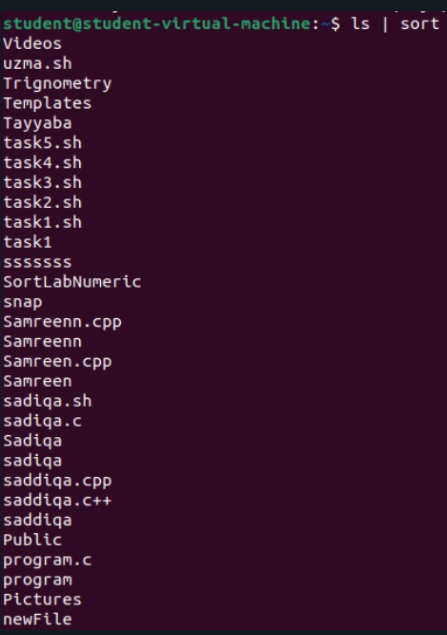 student@student-virtual-machine:~$ ls | sort
Videos
uzma.sh
Trignometry
Templates
Tayyaba
task5.sh
task4.sh
task3.sh
task2.sh
task1.sh
task1
sssssss
SortLabNumeric
snap
Samreenn.cpp
Samreenn
Samreen.cpp
Samreen
sadiqa.sh
sadiqa.c
Sadiqa
sadiqa
saddiqa.cpp
saddiqa.c++
saddiqa
Public
program.c
program
Pictures
newFile